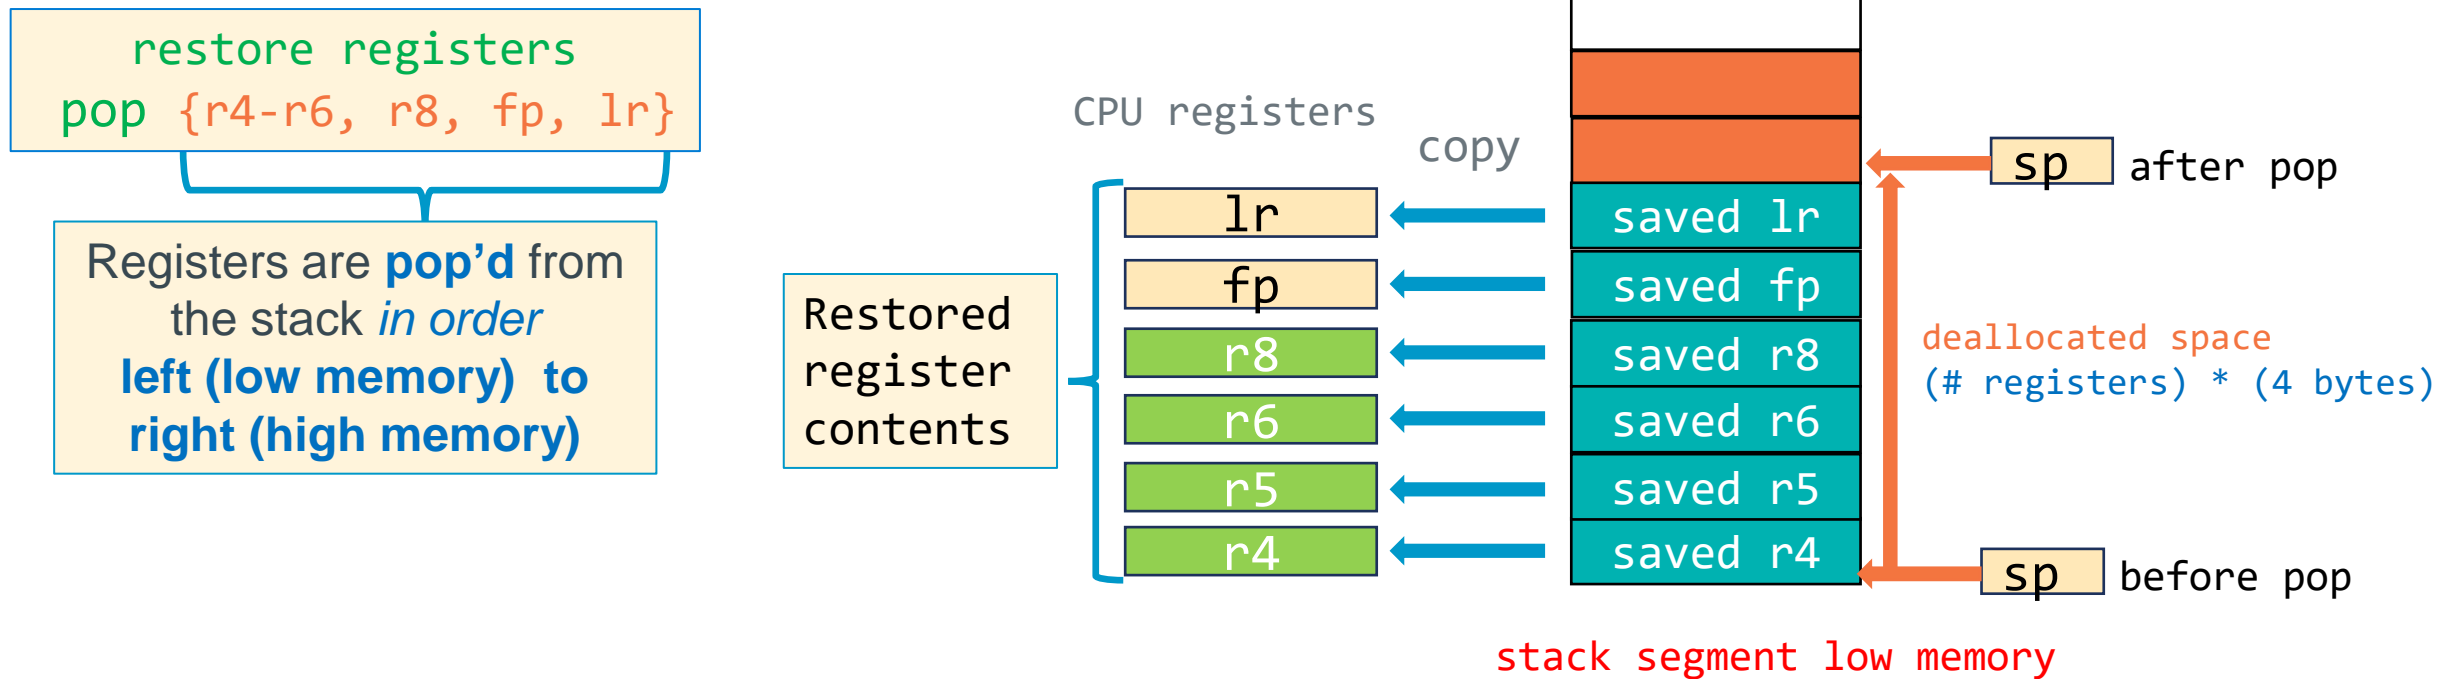 restore registers
pop {r4-r6, r8, fp, lr}
Registers are pop’d from
the stack in order
left (low memory) to
right (high memory)
Restored
register
contents
CPU registers
copy
lr
fp
r8
r6
r5
r4
saved lr
saved fp
saved r8
saved r6
saved r5
saved r4
sp after pop
deallocated space
(# registers) * (4 bytes)
sp before pop
stack segment low memory